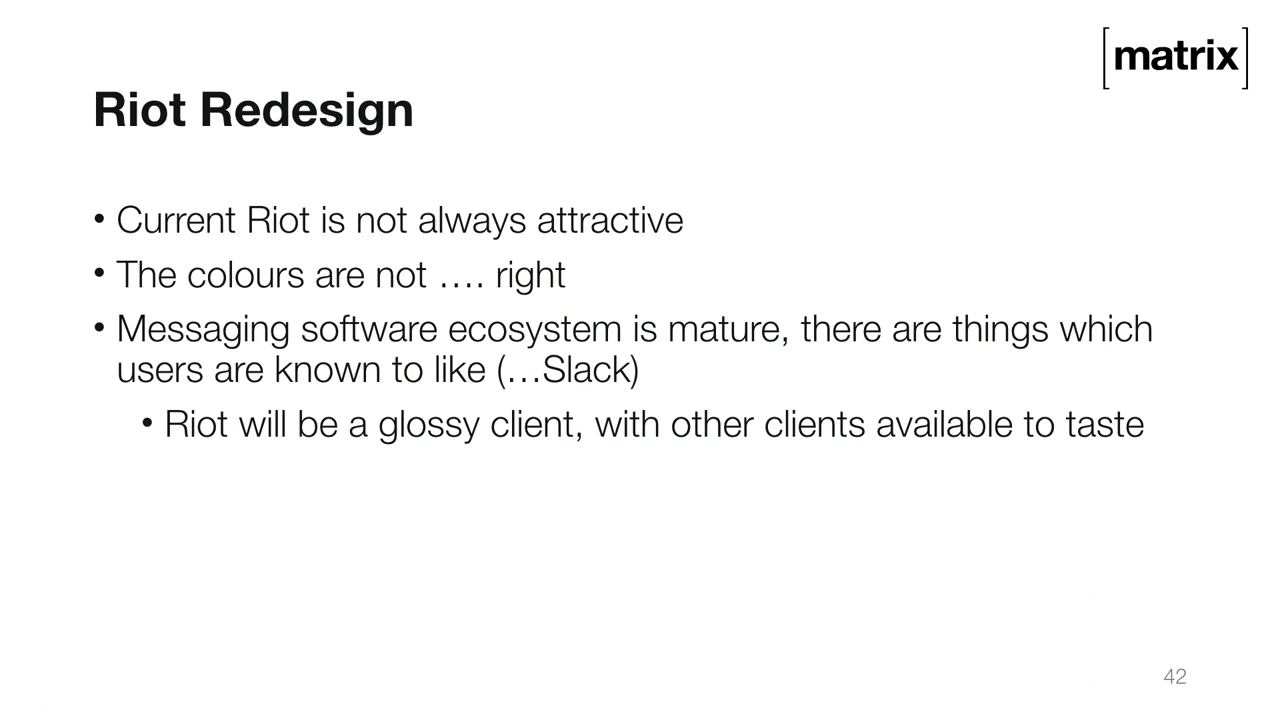 [matrix]
Riot Redesign
• Current Riot is not always attractive
• The colours are not …. right
• Messaging software ecosystem is mature, there are things which
users are known to like (…Slack)
• Riot will be a glossy client, with other clients available to taste
42